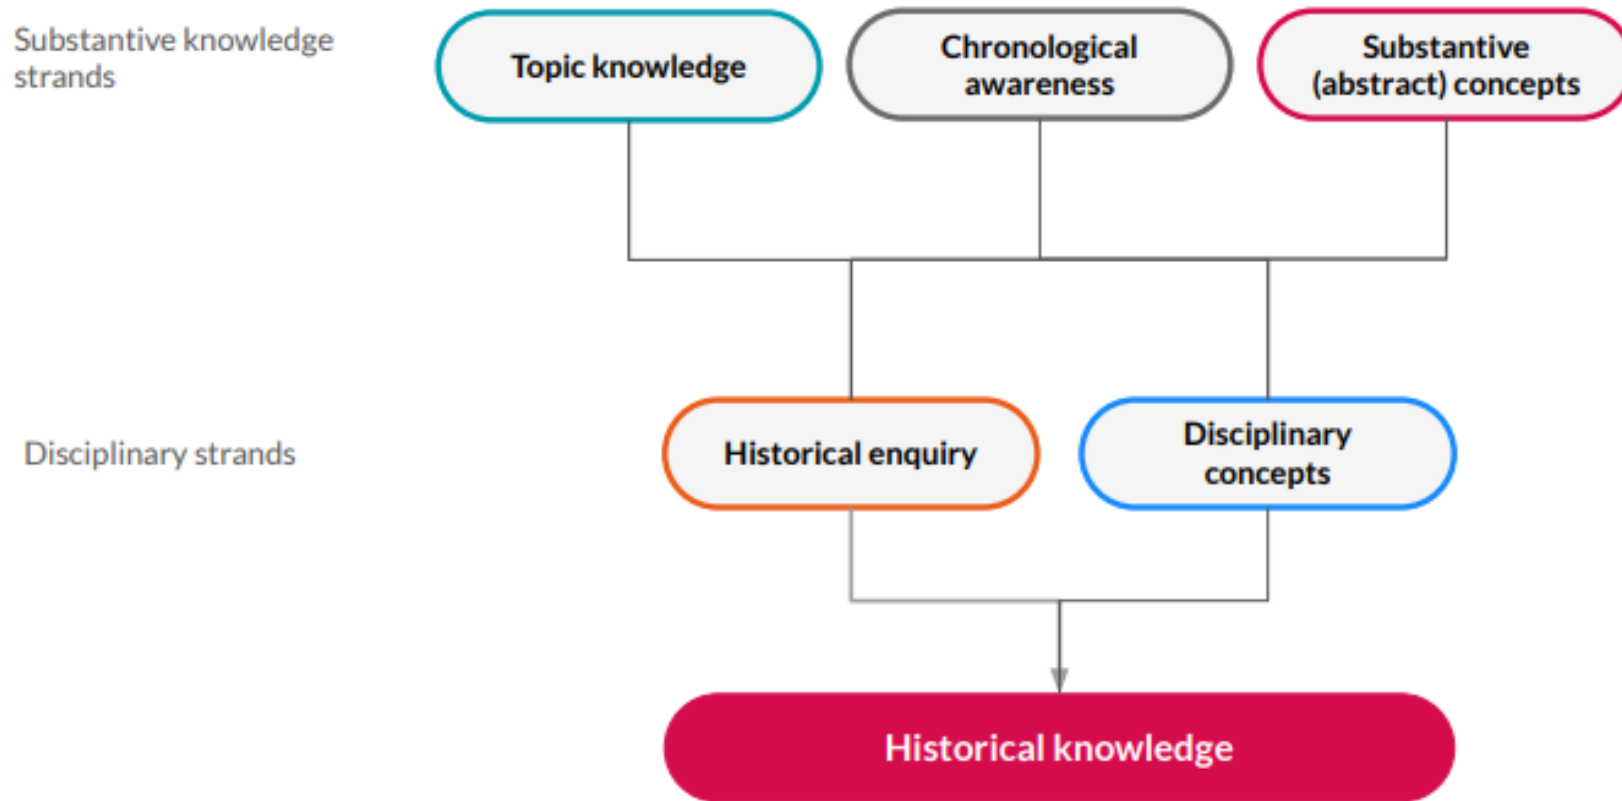 Substantive knowledge
strands
Topic knowledge
Chronological
awareness
Substantive
(abstract) concepts
Disciplinary strands
Historical enquiry
Disciplinary
concepts
Historical knowledge